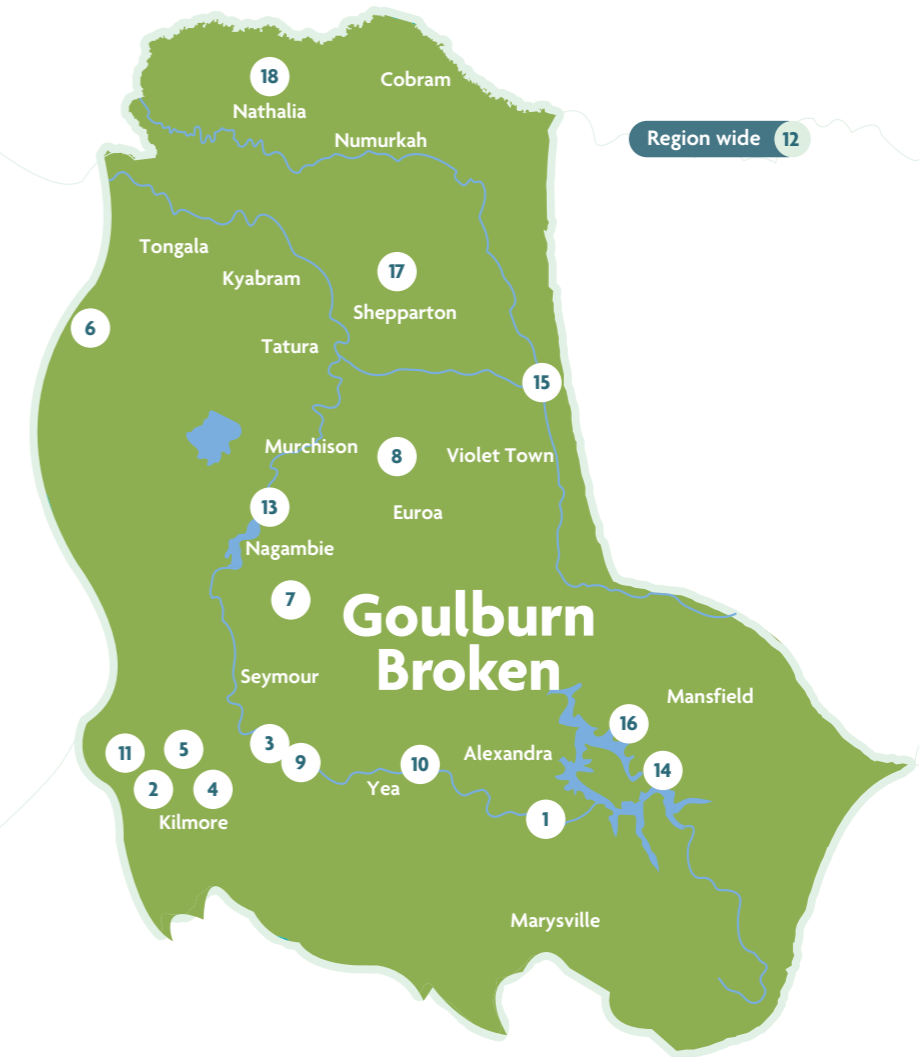 18
Cobram
Nathalia
Region wide 12
Numurkah
Tongala
17
Kyabram
Shepparton
6
Tatura
15
Murchison
8
Violet Town
13
Euroa
Nagambie
7
Goulburn
Broken
Seymour
Mansfield
16
3
11
5
Alexandra
9
10
14
2
4
Yea
1
Kilmore
Marysville